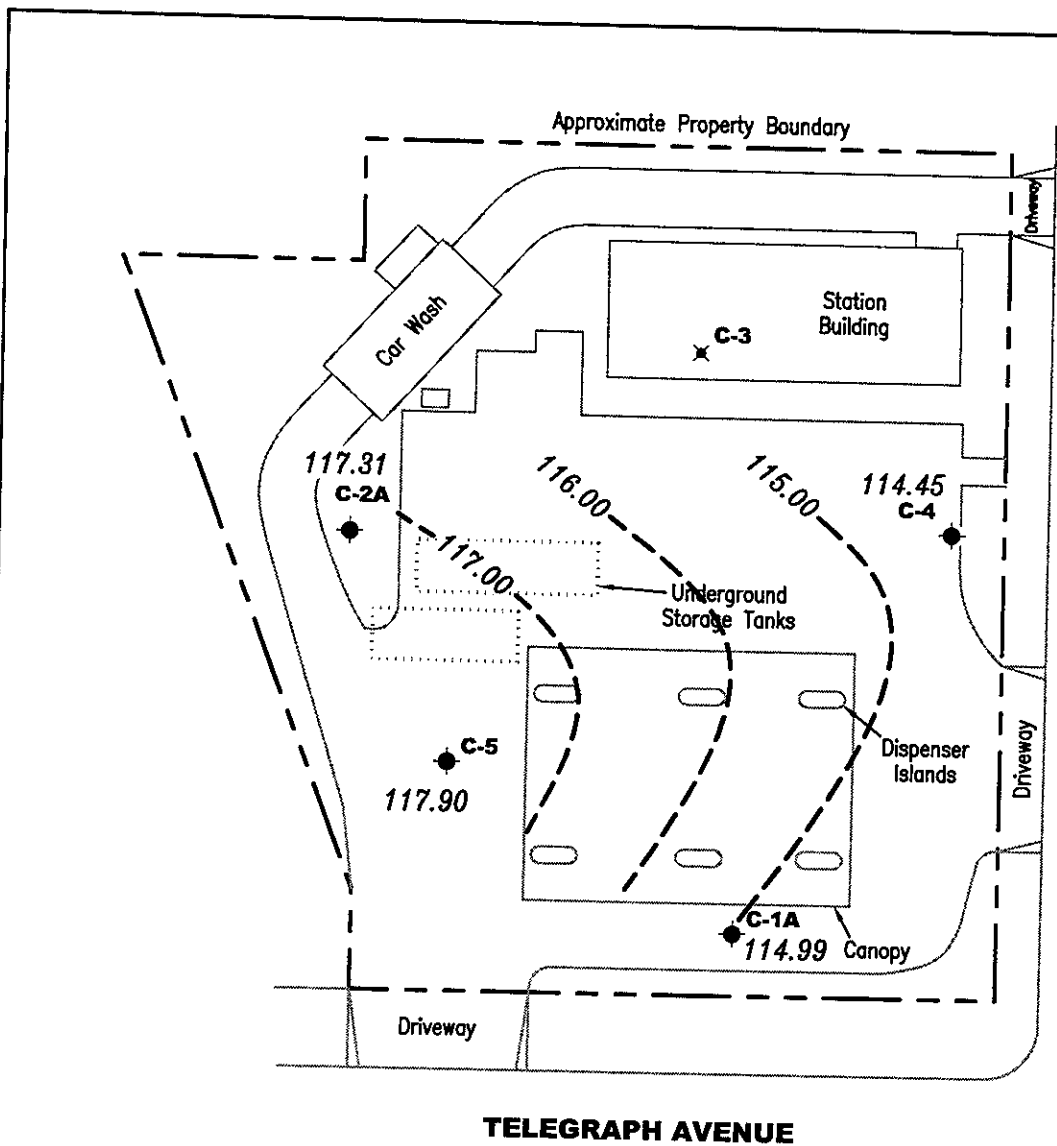 Approximate Property Boundary
Driveway
Car Wash
Station
Building
C-3
117.31
C-2A
116.00
115.00
114.45
C-4
117.00
Underground
Storage Tanks
C-5
117.90
Dispenser
Islands
Driveway
C-1A
114.99
Canopy
Driveway
TELEGRAPH AVENUE